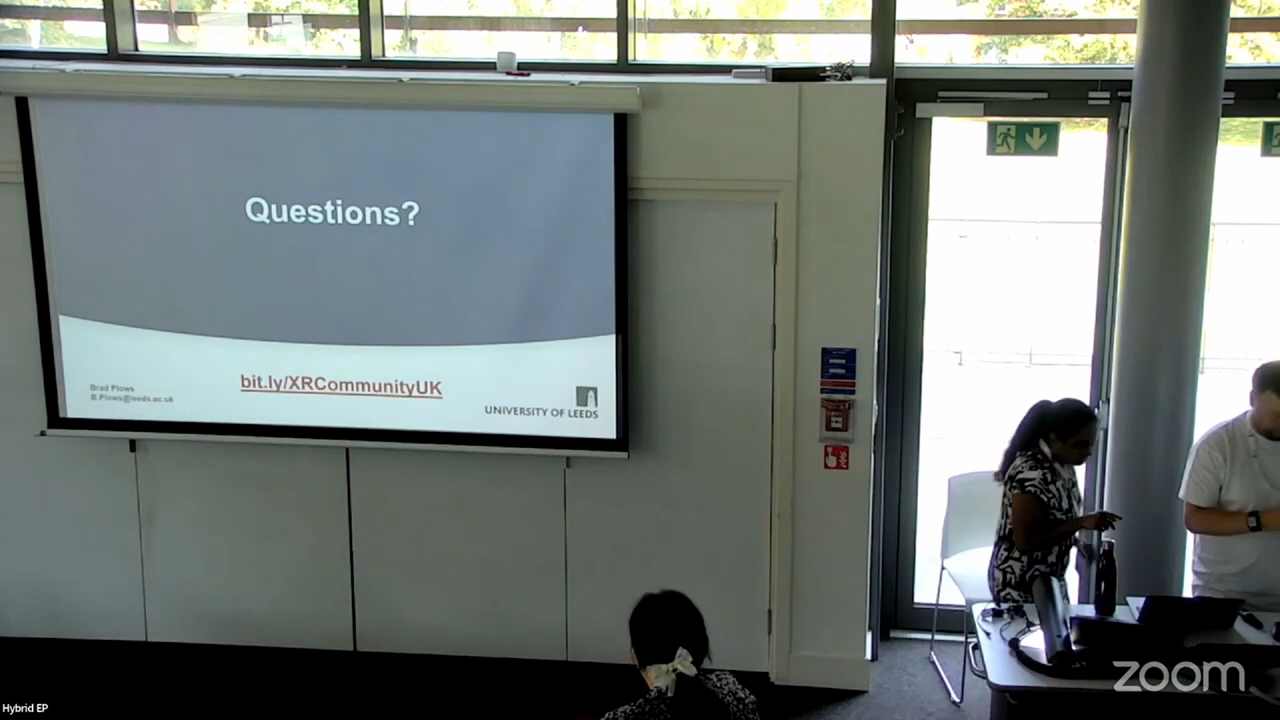 Questions?
bit.ly/XRCommunityUK
Brad Plows
B.Plows@leeds.ac.uk
UNIVERSITY OF LEEDS
zoom
Hybrid EP